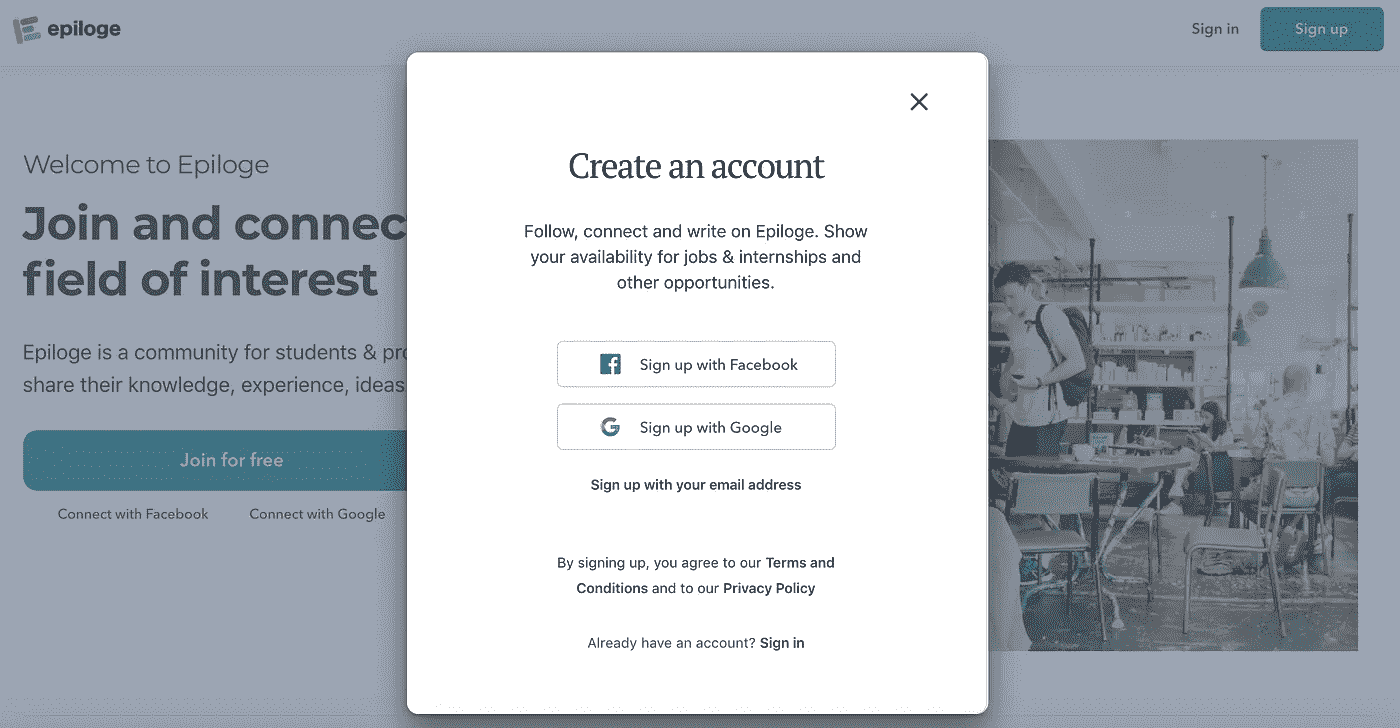 epiloge
Sign in
Sign up
Welcome to Epiloge
Join and connec
field of interest
Epiloge is a community for students & pro
share their knowledge, experience, ideas
Join for free
Connect with Facebook
Connect with Google
Create an account
Follow, connect and write on Epiloge. Show
your availability for jobs & internships and
other opportunities.
Sign up with Facebook
Sign up with Google
Sign up with your email address
By signing up, you agree to our Terms and
Conditions and to our Privacy Policy
Already have an account? Sign in